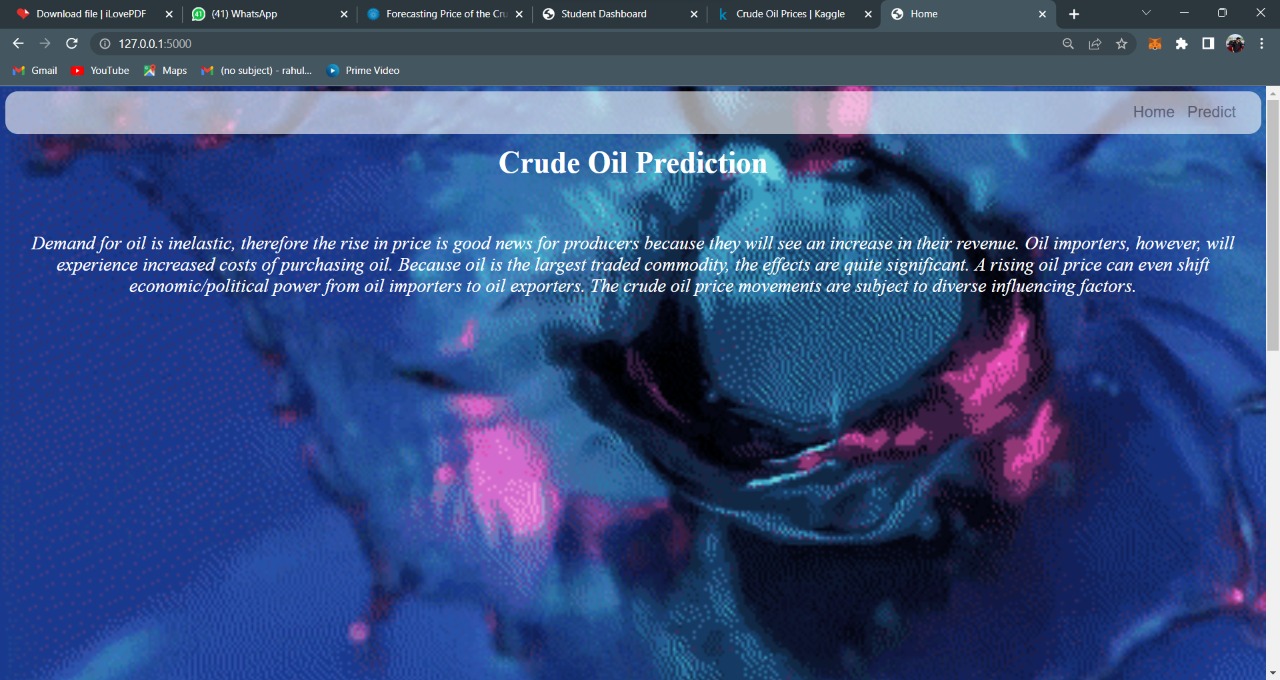 Download file | iLovePDF
(41) WhatsApp
Forecasting Price of the Cru
Student Dashboard
Crude Oil Prices | Kaggle
Home
127.0.0.1:5000
Gmail
YouTube
Maps
(no subject) - rahul...
Prime Video
Home Predict
Crude Oil Prediction
Demand for oil is inelastic, therefore the rise in price is good news for producers because they will see an increase in their revenue. Oil importers, however, will
experience increased costs of purchasing oil. Because oil is the largest traded commodity, the effects are quite significant. A rising oil price can even shift
economic/political power from oil importers to oil exporters. The crude oil price movements are subject to diverse influencing factors.